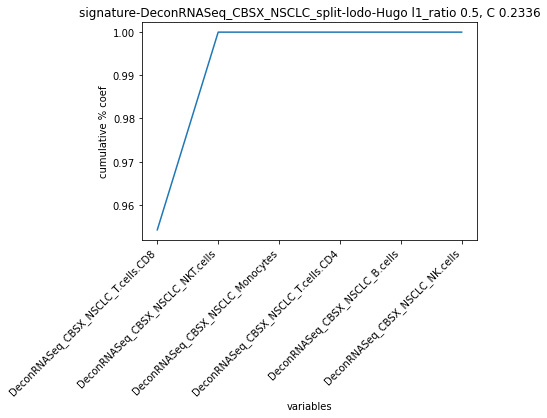 signature-DeconRNASeq_CBSX_NSCLC_split-lodo-Hugo l1_ratio 0.5, C 0.2336
1.00
0.99
0.98
0.97
0.96
cumulative % coef
DeconRNASeq_CBSX_NSCLC_T.cells.CD8
DeconRNASeq_CBSX_NSCLC_NKT.cells
DeconRNASeq_CBSX_NSCLC_Monocytes
DeconRNASeq_CBSX_NSCLC_T.cells.CD4
DeconRNASeq_CBSX_NSCLC_B.cells
DeconRNASeq_CBSX_NSCLC_NK.cells
variables